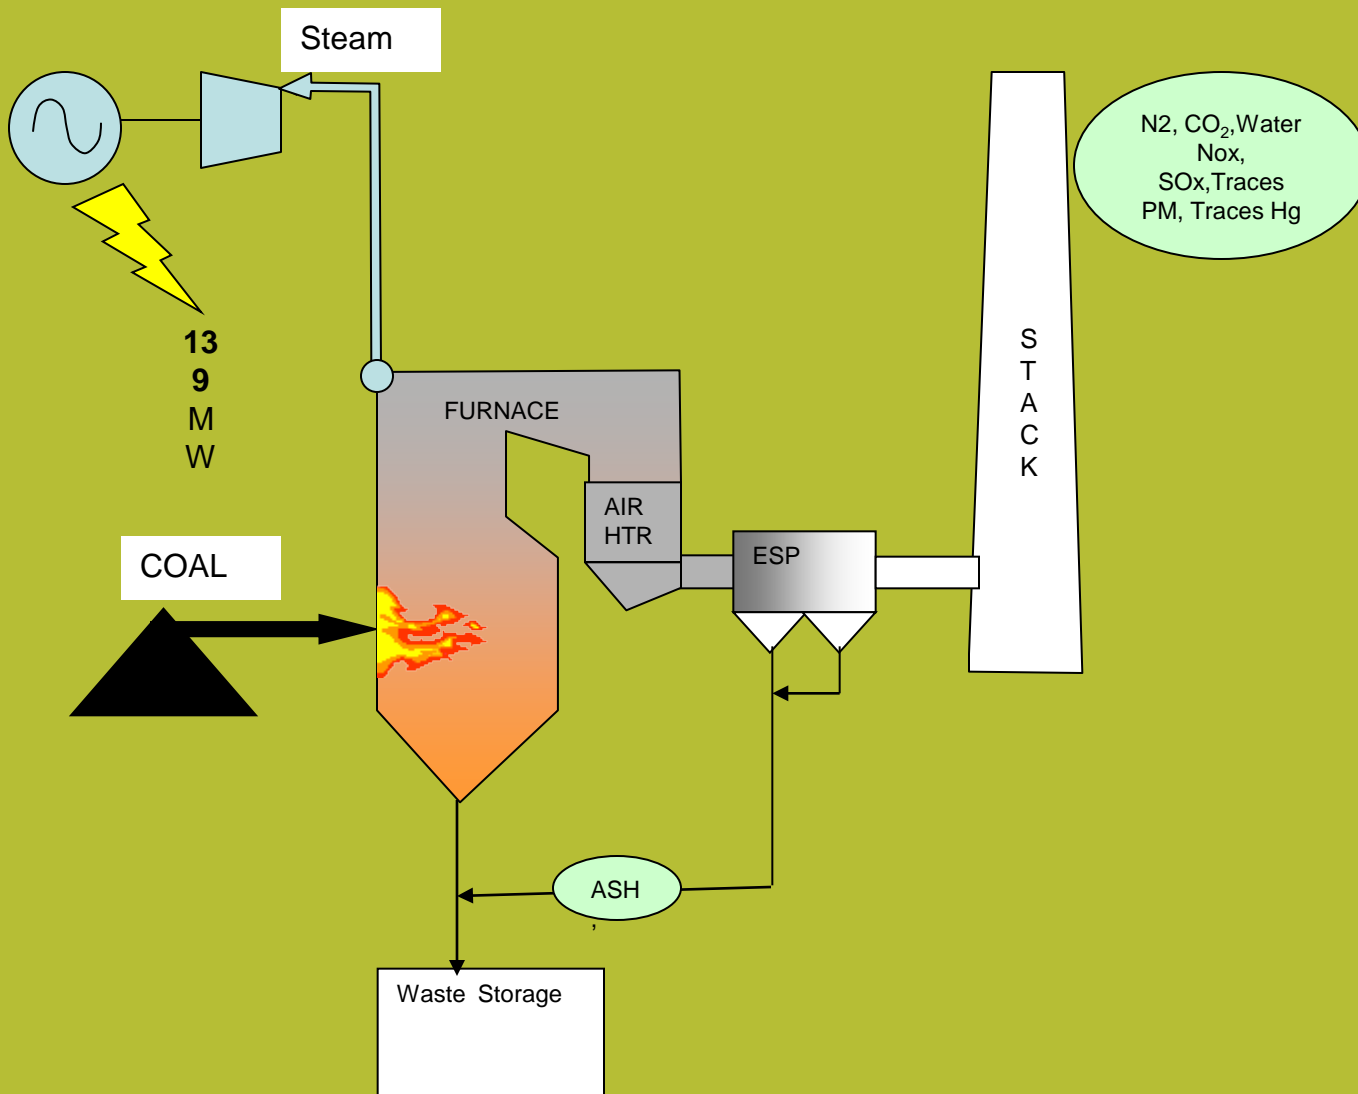 Steam
N2, CO₂,Water
Nox,
SOx,Traces
PM, Traces Hg
13
9
M
W
S
T
A
C
K
FURNACE
AIR
HTR
ESP
COAL
ASH
,
Waste Storage